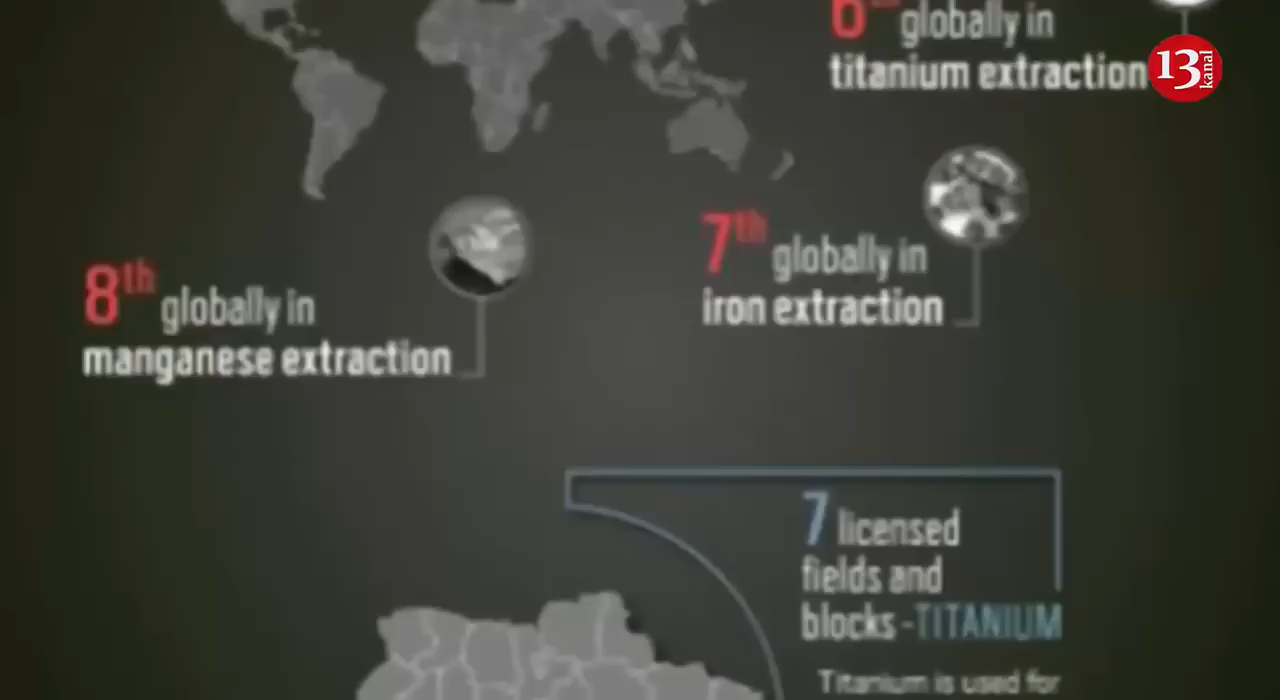 6th globally in
titanium extraction
13 kanal
7th globally in
iron extraction
8th globally in
manganese extraction
7 licensed
fields and
blocks - TITANIUM
Titanium is used for